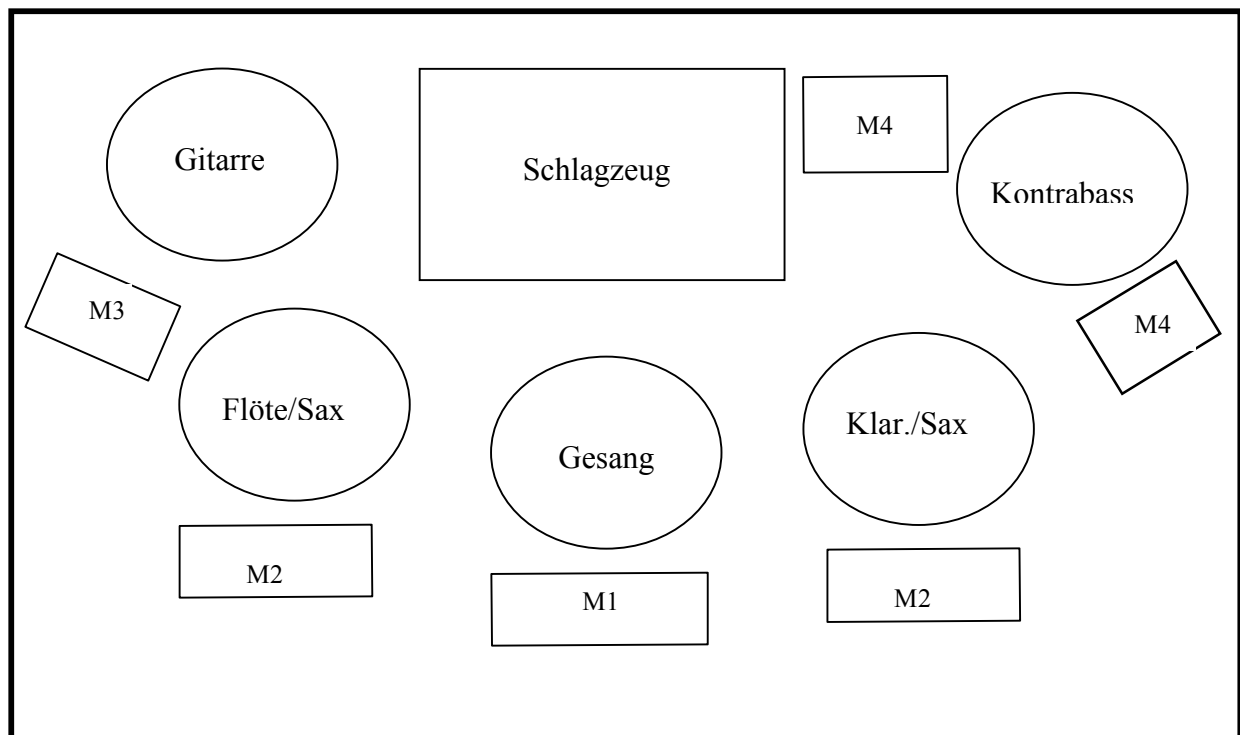 Gitarre
Schlagzeug
M4
Kontrabass
M3
M4
Flöte/Sax
Gesang
Klar./Sax
M2
M1
M2